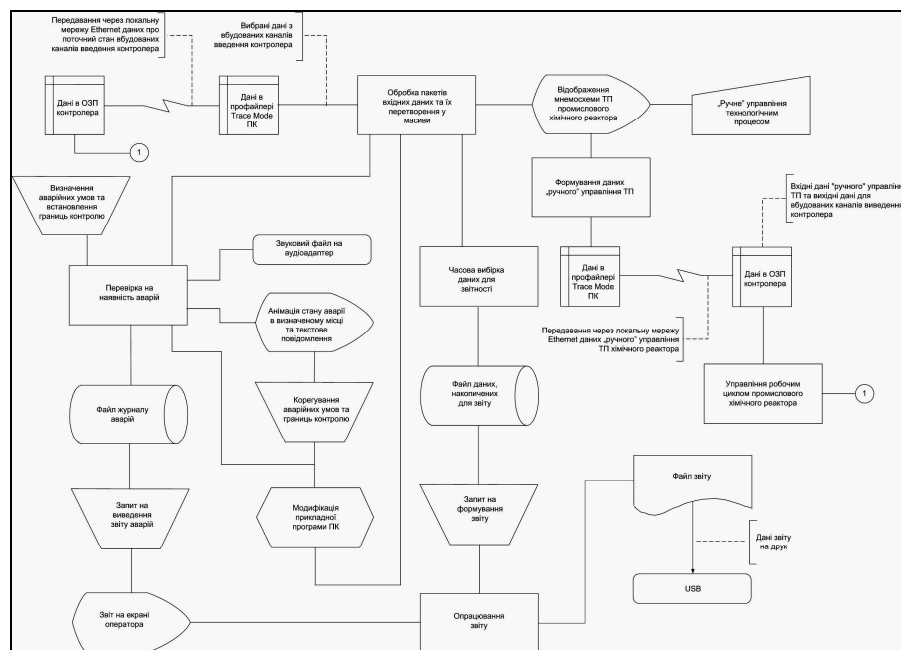 Передавання через локальну
мережу Ethernet даних про
поточний стан вбудованих
каналів введення контролера
Вибрані дані з
вбудованих каналів
введення контролера
Дані в ОЗП
контролера
Дані в
профайлері
Trace Mode
ПК
Обробка пакетів
вхідних даних та їх
перетворення у
масиви
Відображення
мнемосхеми ТП
промислового
хімічного реактора
„Ручне" управління
технологічним
процесом
1
Визначення
аварійних умов та
встановлення
границь контролю
Формування даних
„ручного" управління ТП
Вхідні дані "ручного" управлін
ТП та вихідні дані для
вбудованих каналів виведення
контролера
Звуковий файл на
аудіоадаптер
Перевірка на
наявність аварій
Часова вибірка
даних для
звітності
Дані в
профайлері
Trace Mode
ПК
Дані в ОЗП
контролера
Анімація стану аварії
в визначеному місці
та текстове
повідомлення
Передавання через локальну мережу
Ethernet даних „ручного" управління
ТП хімічного реактора
Файл журналу
аварій
Корегування
аварійних умов та
границь контролю
Файл даних,
накопичених
для звіту
Управління робочим
циклом промислового
хімічного реактора
1
Запит на
виведення
звіту аварій
Модифікація
прикладної
програми ПК
Запит на
формування
звіту
Файл звіту
Дані звіту
на друк
USB
Звіт на екрані
оператора
Опрацювання
звіту